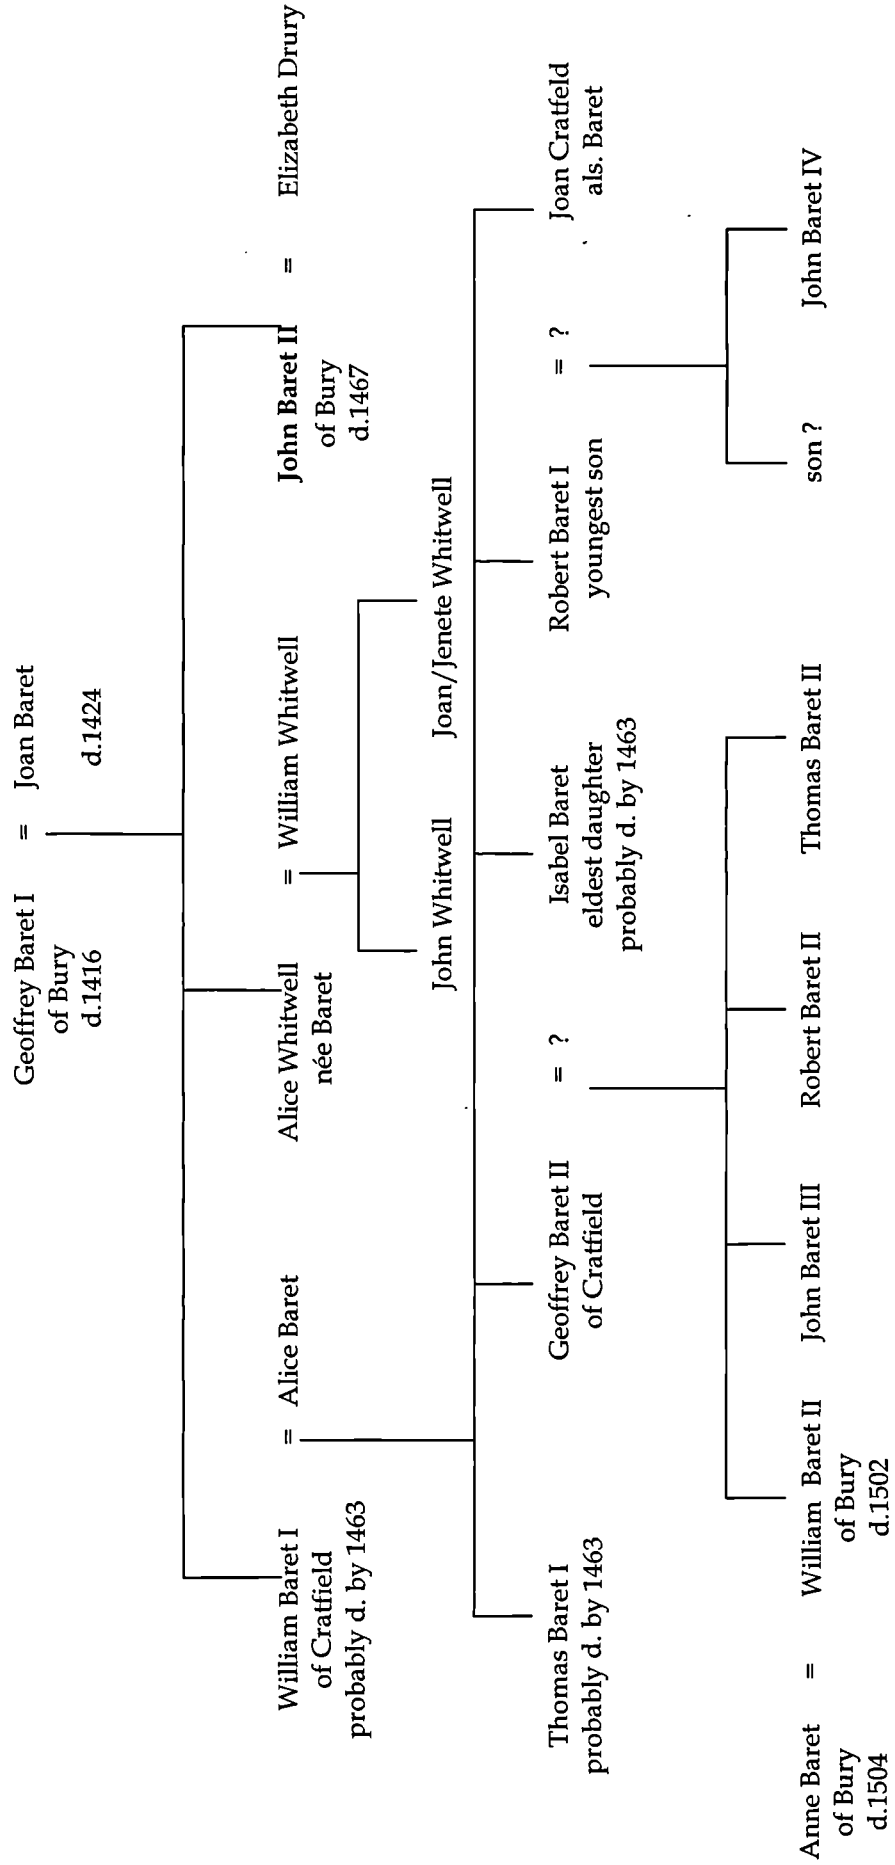 Geoffrey Baret I = Joan Baret
of Bury
d.1416 d.1424
William Baret I = Alice Baret
of Cratfield
probably d. by 1463
Alice Whitwell = William Whitwell
née Baret
John Baret II = Elizabeth Drury
of Bury
d.1467
John Whitwell
Joan/Jenete Whitwell
Thomas Baret I
probably d. by 1463
Geoffrey Baret II = ?
of Cratfield
Isabel Baret
eldest daughter
probably d. by 1463
Robert Baret I = ?
youngest son
Joan Cratfeld
als. Baret
Anne Baret = William Baret II
of Bury of Bury
d.1504 d.1502
John Baret III
Robert Baret II
Thomas Baret II
son ?
John Baret IV